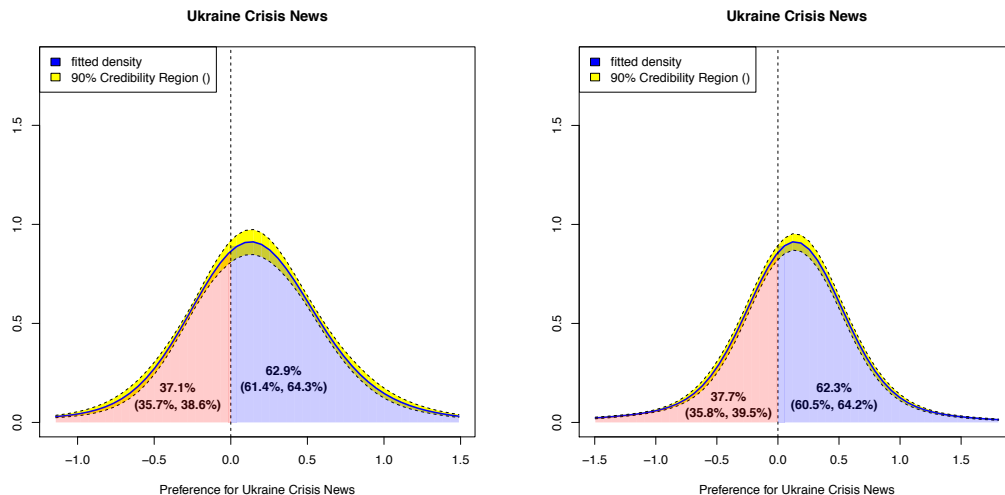 Ukraine Crisis News
fitted density
90% Credibility Region ()
1.5
1.0
0.5
0.0
37.1%
(35.7%, 38.6%)
62.9%
(61.4%, 64.3%)
−1.0 −0.5 0.0 0.5 1.0 1.5
Preference for Ukraine Crisis News
Ukraine Crisis News
fitted density
90% Credibility Region ()
1.5
1.0
0.5
0.0
37.7%
(35.8%, 39.5%)
62.3%
(60.5%, 64.2%)
−1.5 −1.0 −0.5 0.0 0.5 1.0 1.5
Preference for Ukraine Crisis News